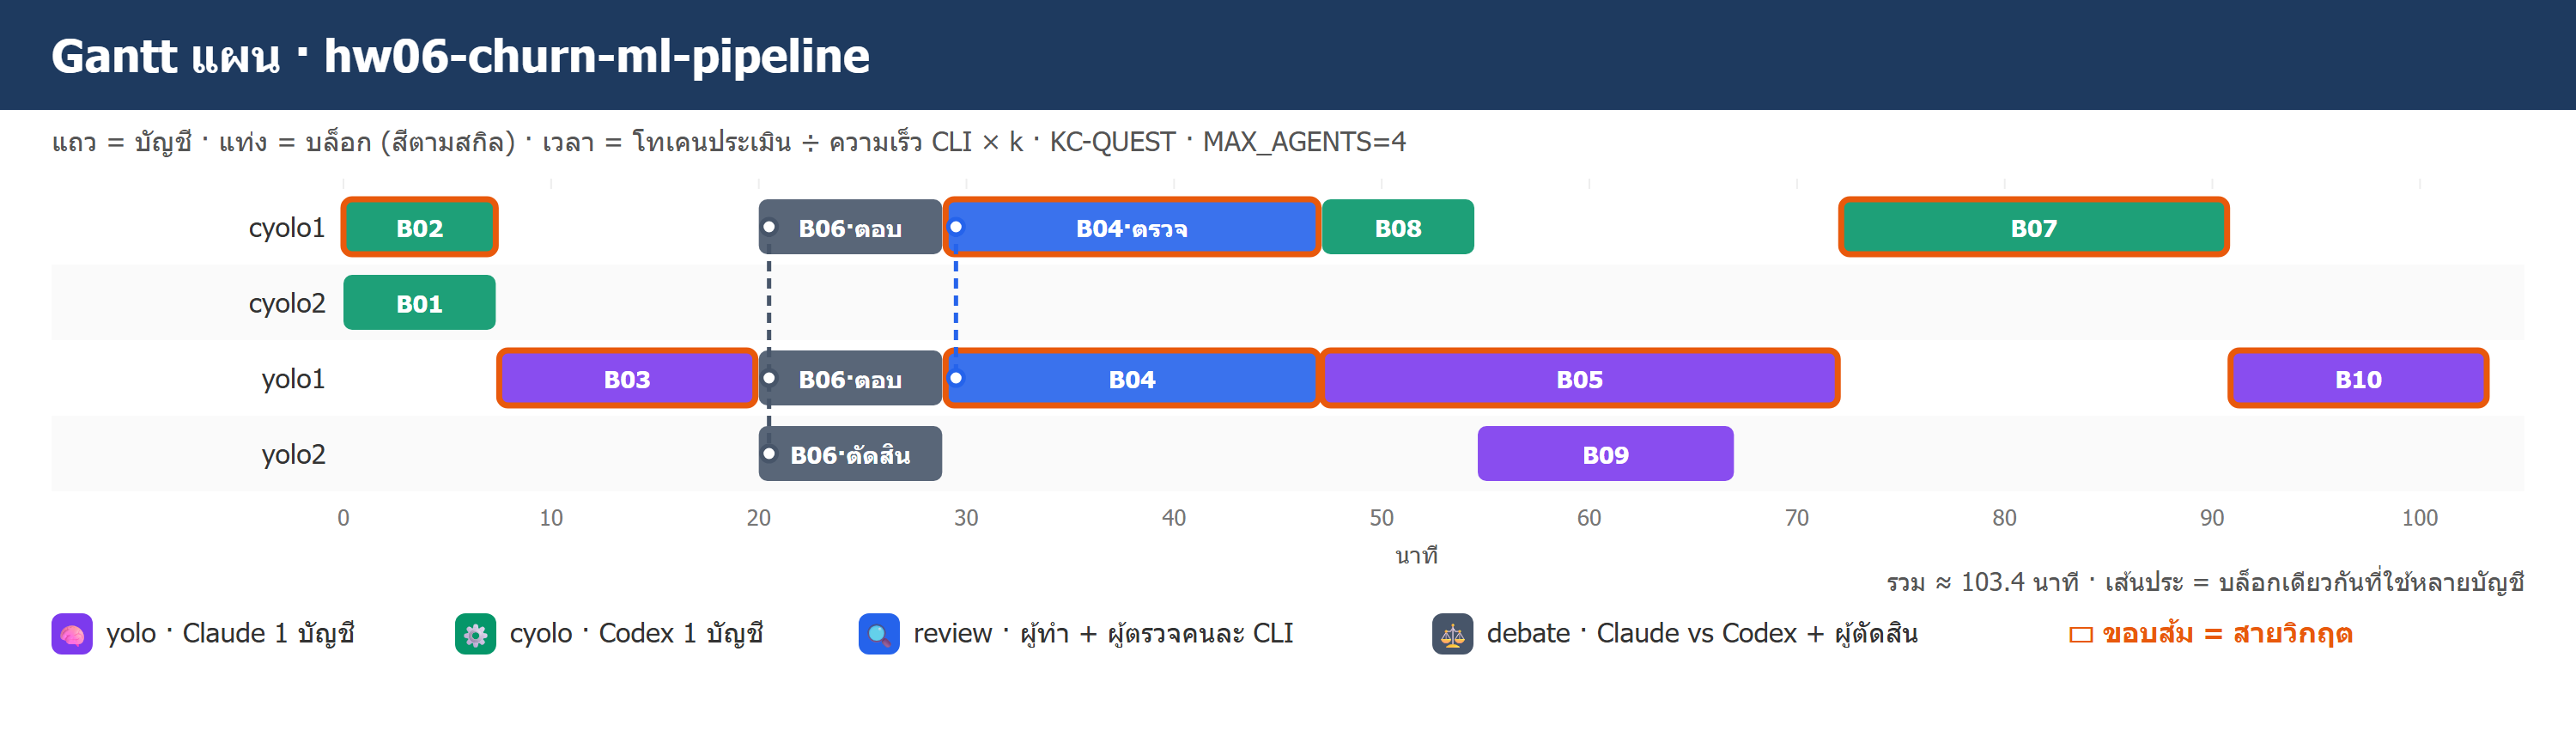 Gantt แผน · hw06-churn-ml-pipeline
แถว = บัญชี · แท่ง = บล็อก (สีตามสกิล) · เวลา = โทเคนประเมิน ÷ ความเร็ว CLI × k · KC-QUEST · MAX_AGENTS=4
cyolo1 B02 B06·ตอบ B04·ตรวจ B08 B07
cyolo2 B01
yolo1 B03 B06·ตอบ B04 B05 B10
yolo2 B06·ตัดสิน B09
0 10 20 30 40 50 60 70 80 90 100
นาที
รวม ≈ 103.4 นาที · เส้นประ = บล็อกเดียวกันที่ใช้หลายบัญชี
yolo · Claude 1 บัญชี cyolo · Codex 1 บัญชี review · ผู้ทำ + ผู้ตรวจคนละ CLI debate · Claude vs Codex + ผู้ตัดสิน ขอบส้ม = สายวิกฤต